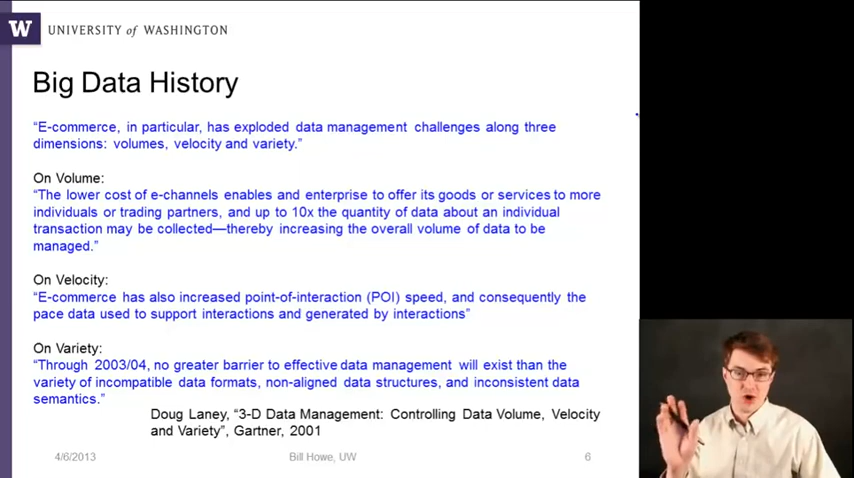 W UNIVERSITY of WASHINGTON
Big Data History
“E-commerce, in particular, has exploded data management challenges along three
dimensions: volumes, velocity and variety.”
On Volume:
“The lower cost of e-channels enables and enterprise to offer its goods or services to more
individuals or trading partners, and up to 10x the quantity of data about an individual
transaction may be collected—thereby increasing the overall volume of data to be
managed.”
On Velocity:
“E-commerce has also increased point-of-interaction (POI) speed, and consequently the
pace data used to support interactions and generated by interactions”
On Variety:
“Through 2003/04, no greater barrier to effective data management will exist than the
variety of incompatible data formats, non-aligned data structures, and inconsistent data
semantics.”
Doug Laney, “3-D Data Management: Controlling Data Volume, Velocity
and Variety”, Gartner, 2001
4/6/2013 Bill Howe, UW 6